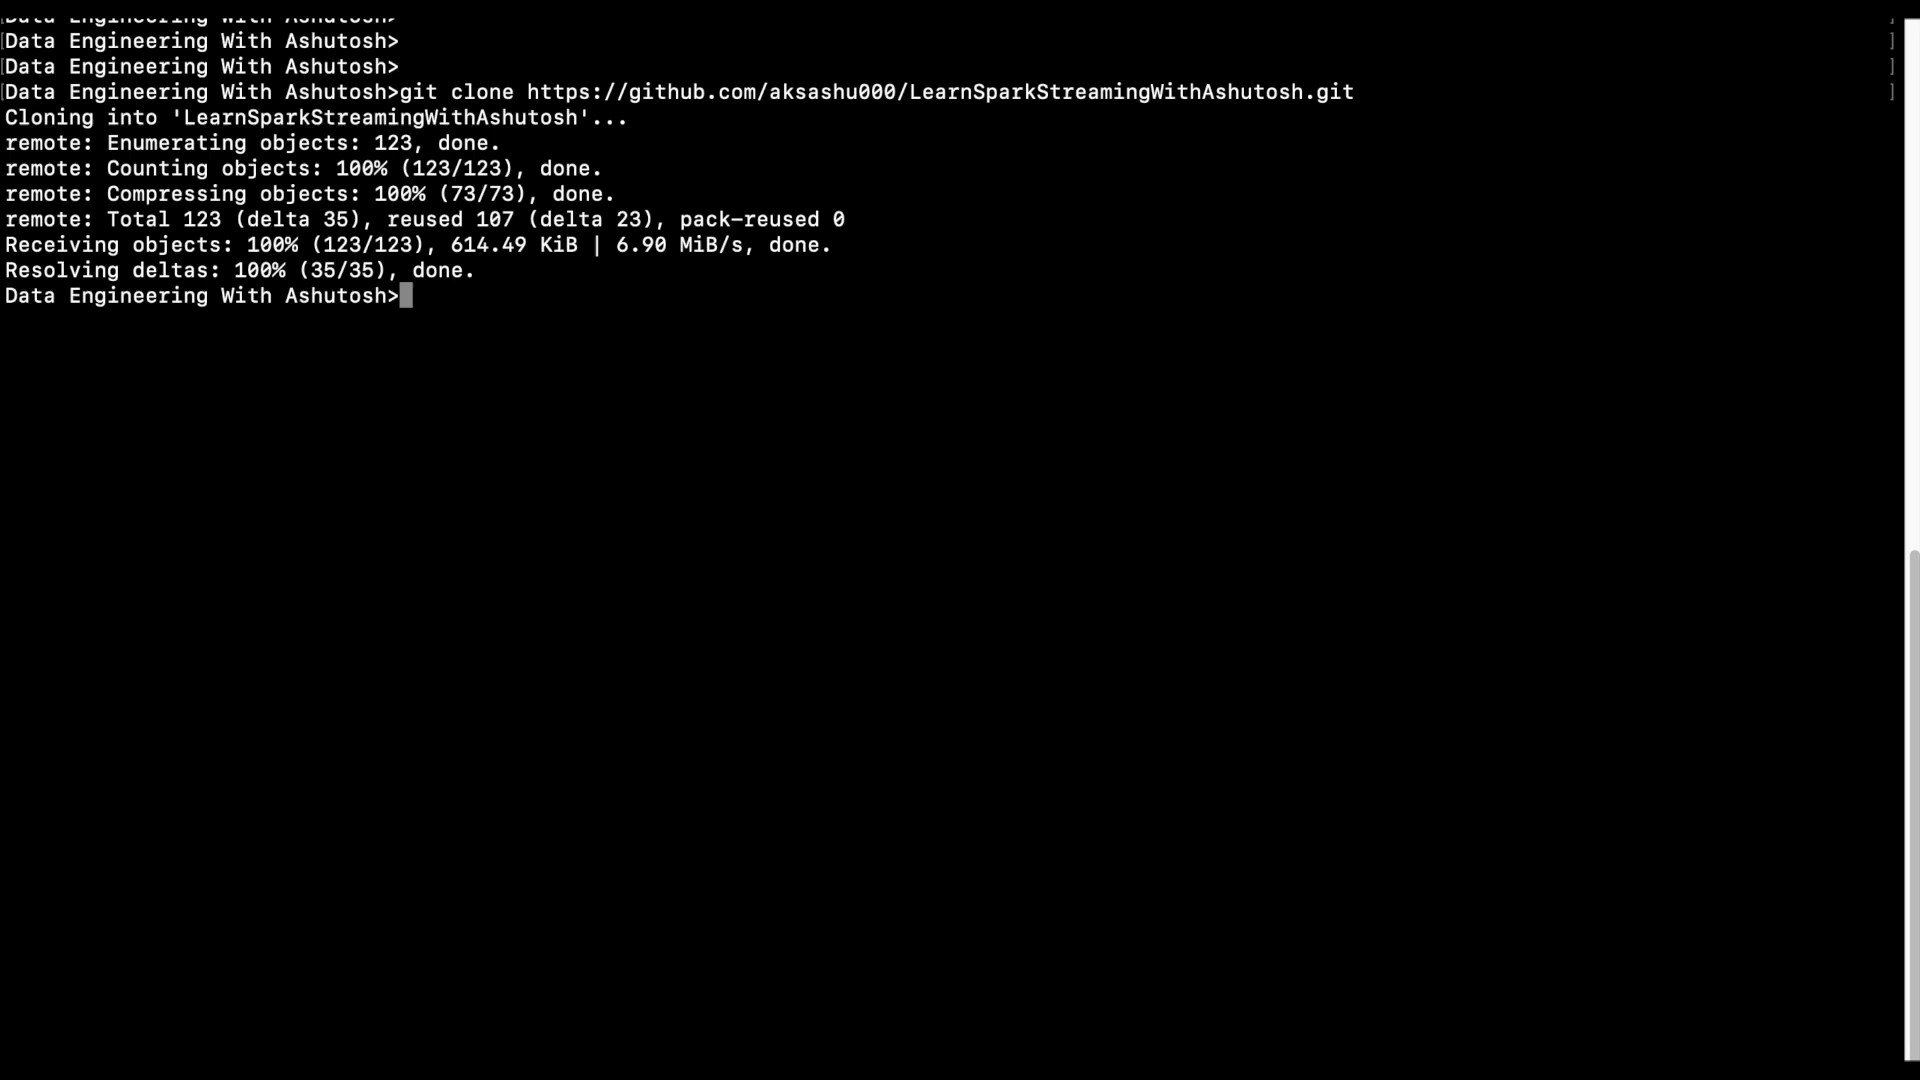 Data Engineering With Ashutosh>
[Data Engineering With Ashutosh> ]
[Data Engineering With Ashutosh> ]
[Data Engineering With Ashutosh>git clone https://github.com/aksashu000/LearnSparkStreamingWithAshutosh.git ]
Cloning into 'LearnSparkStreamingWithAshutosh'...
remote: Enumerating objects: 123, done.
remote: Counting objects: 100% (123/123), done.
remote: Compressing objects: 100% (73/73), done.
remote: Total 123 (delta 35), reused 107 (delta 23), pack-reused 0
Receiving objects: 100% (123/123), 614.49 KiB | 6.90 MiB/s, done.
Resolving deltas: 100% (35/35), done.
Data Engineering With Ashutosh>